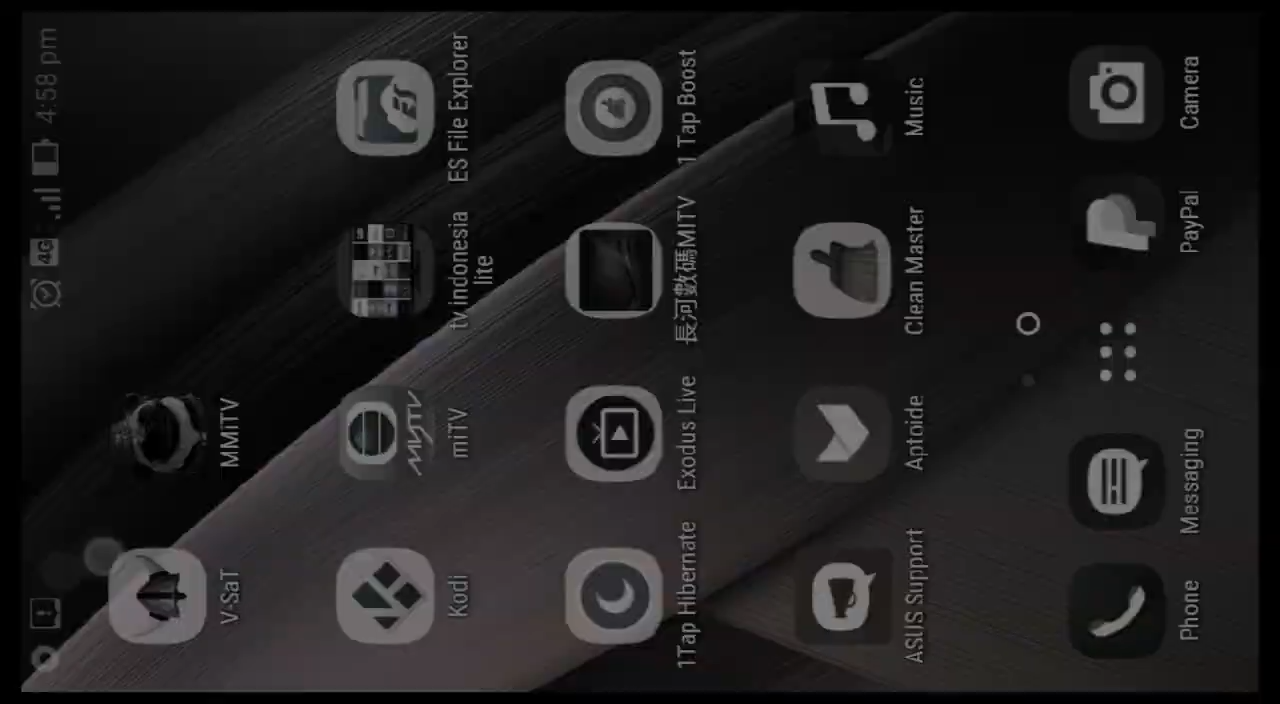 4G 4:58 pm
V-SaT
MMiTV
Kodi
miTV
tv indonesia
lite
ES File Explorer
1Tap Hibernate
Exodus Live
長河數碼MITV
1 Tap Boost
ASUS Support
Aptoide
Clean Master
Music
Phone
Messaging
PayPal
Camera